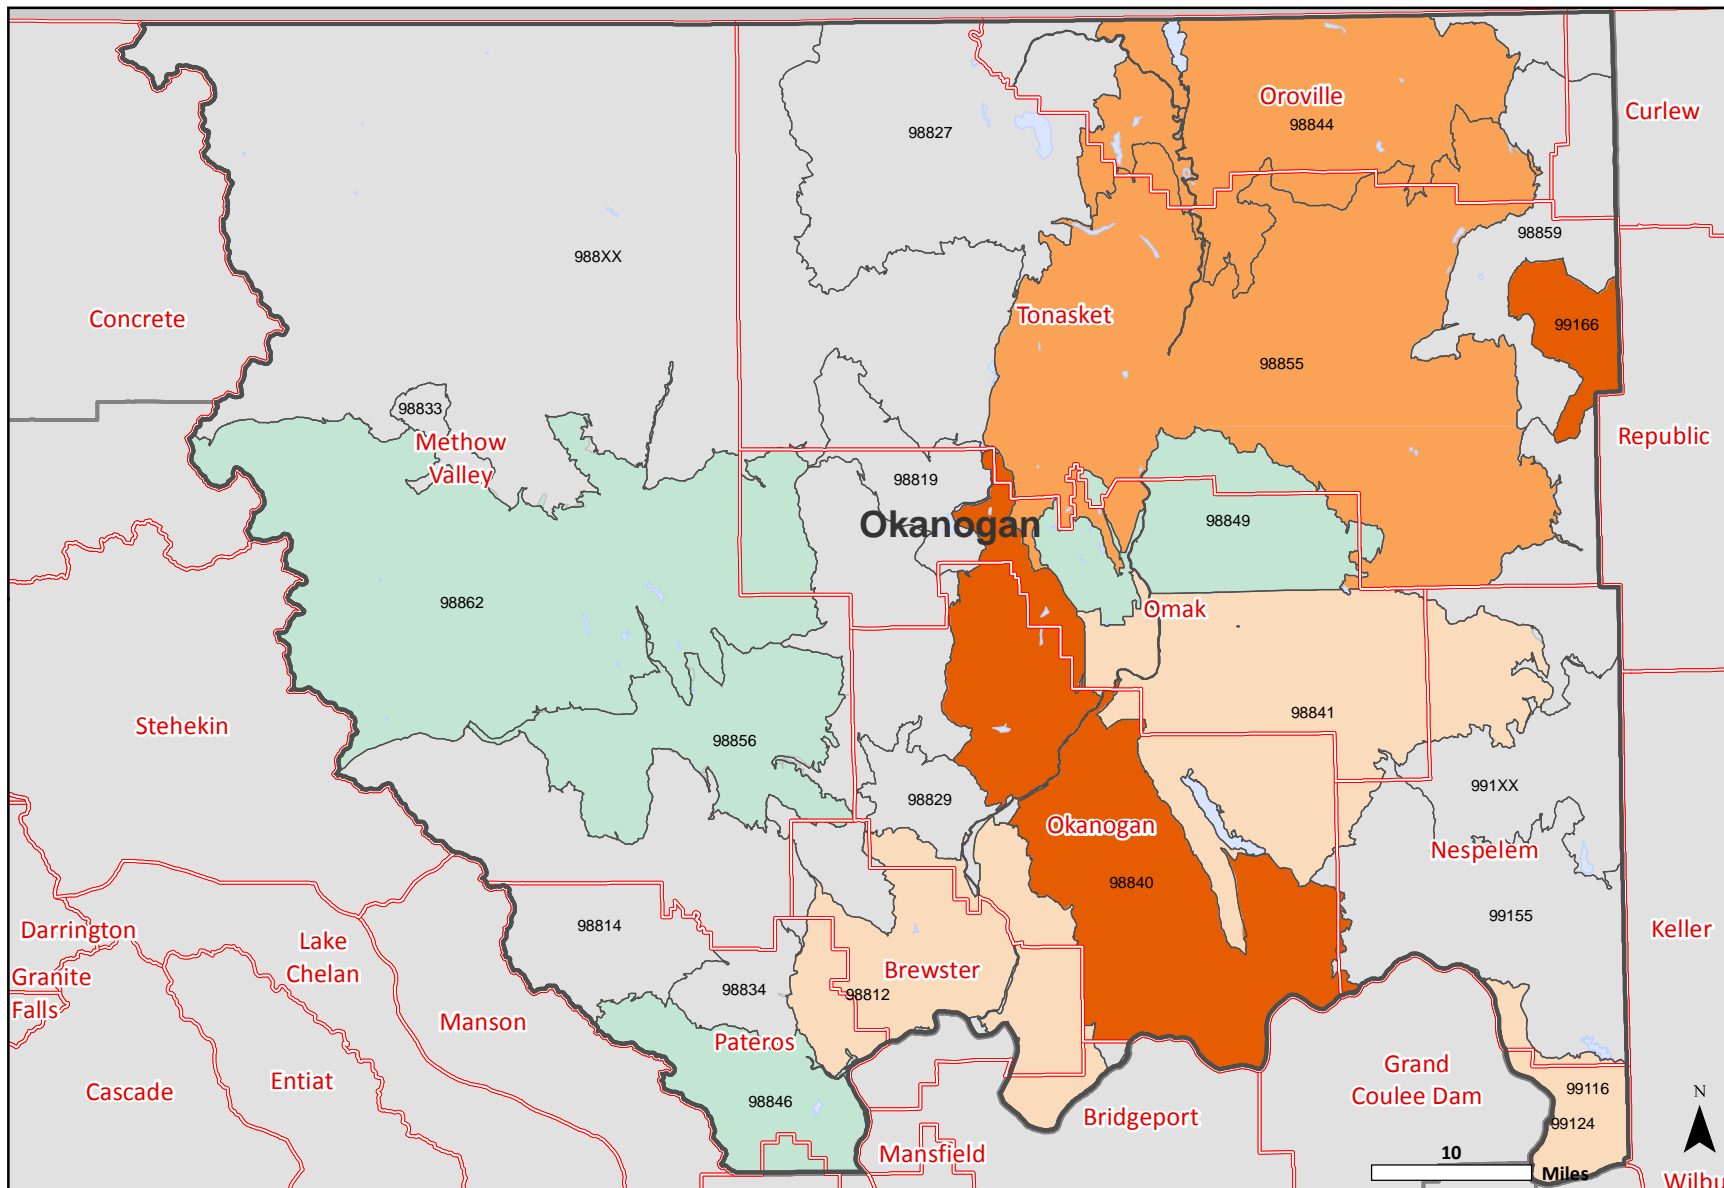 Oroville
98844
Curlew
98827
98859
988XX
Concrete
Tonasket
99166
98855
98833
Methow
Valley
Republic
98819
Okanogan
98849
98862
Omak
Stehekin
98856
98841
98829
991XX
Okanogan
Nespelem
98840
99155
98814
Darrington
Lake
Chelan
Keller
Granite
Falls
Brewster
98834
98812
Manson
Pateros
Cascade
Entiat
98846
Grand
Coulee Dam
99116
99124
N
Bridgeport
Mansfield
10
Miles
Wilbu